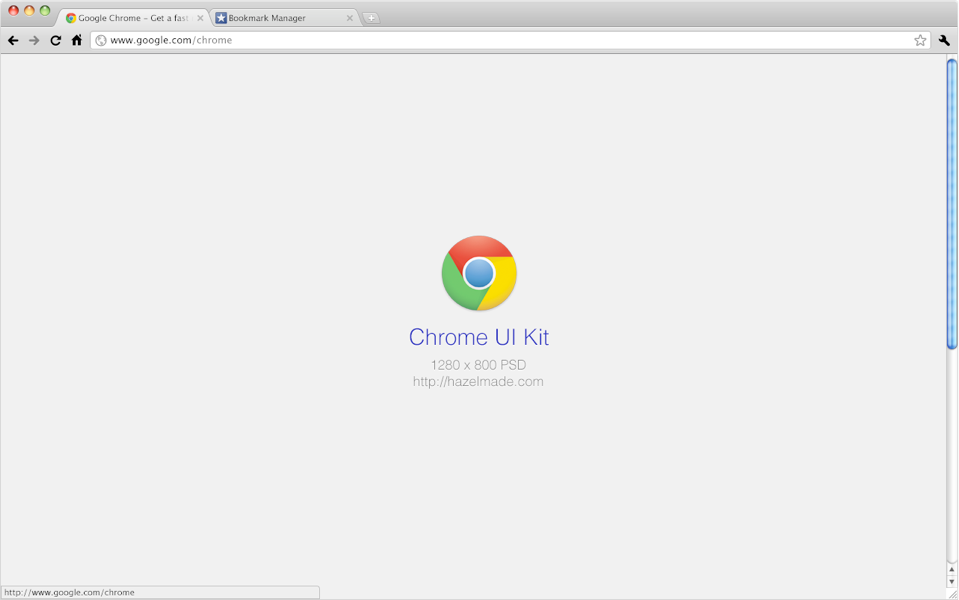 Google Chrome – Get a fast
Bookmark Manager
www.google.com/chrome
Chrome UI Kit
1280 x 800 PSD
http://hazelmade.com
http://www.google.com/chrome